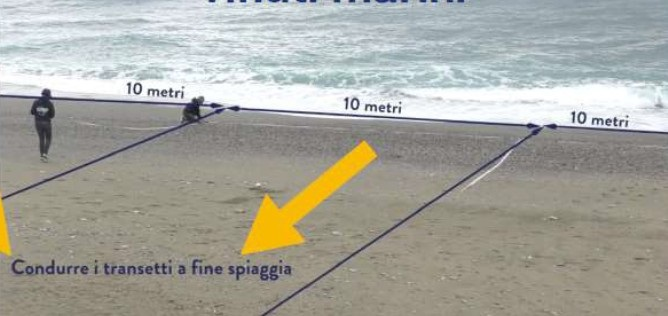 10 metri
10 metri
10 metri
Condurre i transetti a fine spiaggia